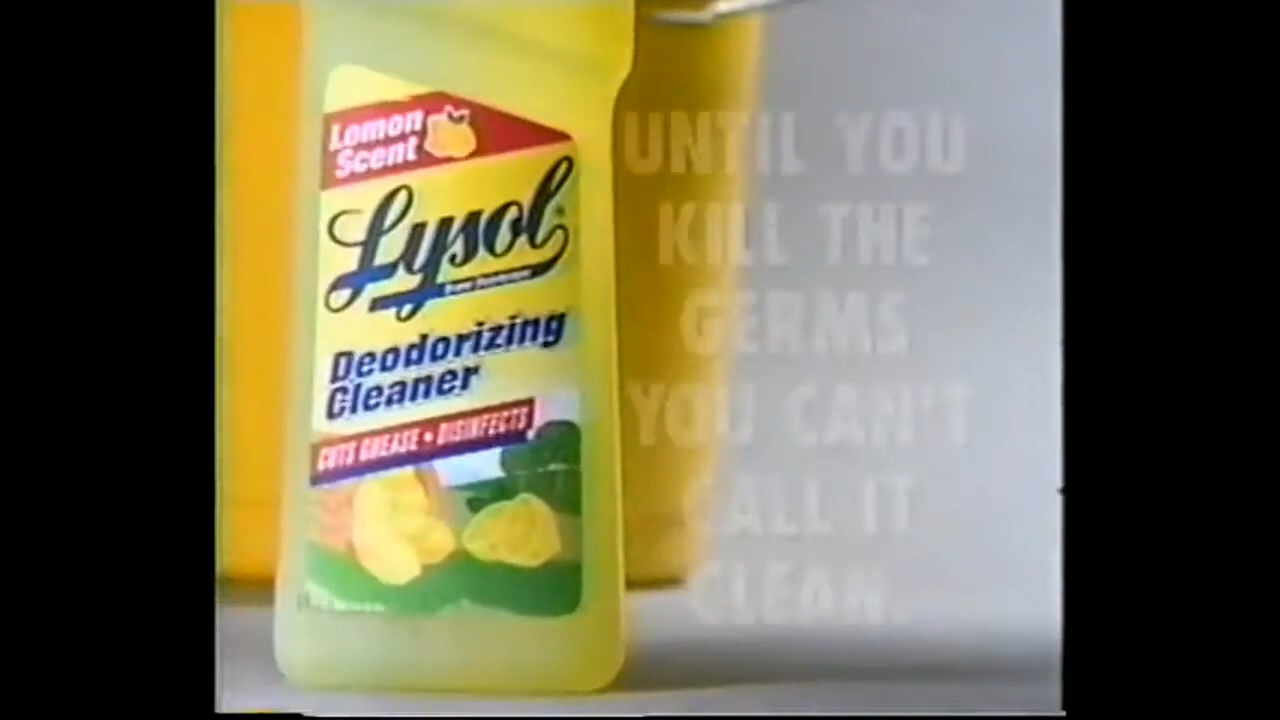 Lemon
Scent
Lysol
Deodorizing
Cleaner
CUTS GREASE • DISINFECTS
UNTIL YOU
KILL THE
GERMS
YOU CAN'T
CALL IT
CLEAN.